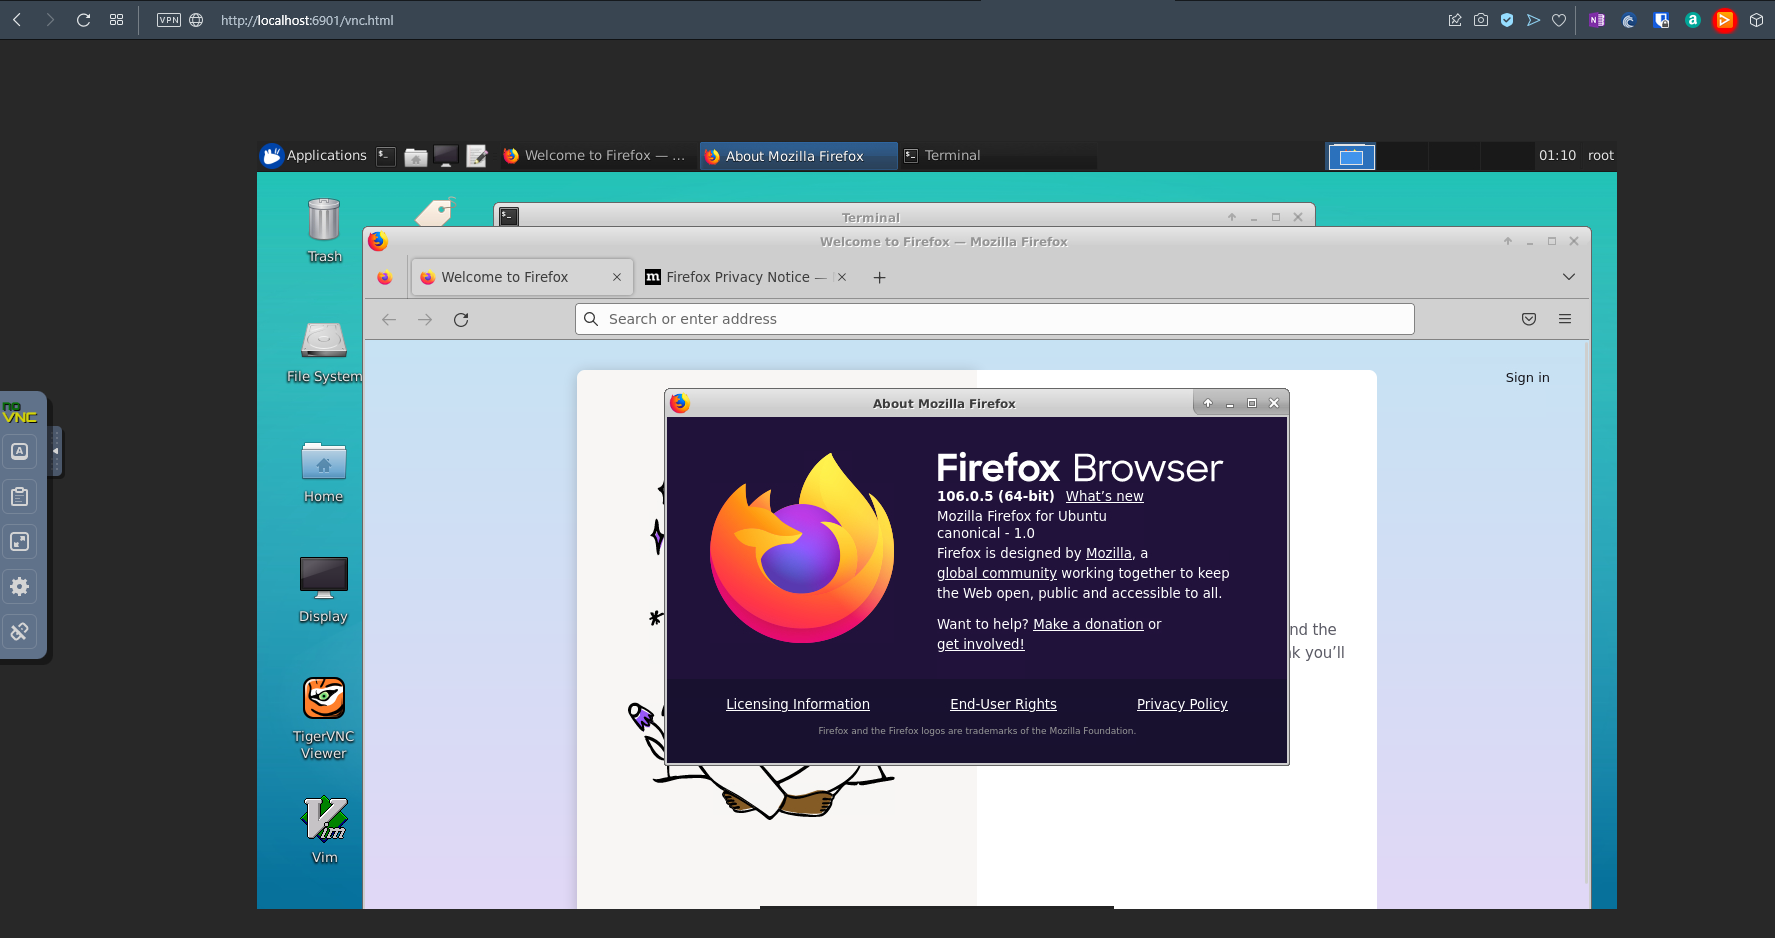 VPN
http://localhost:6901/vnc.html
Applications
Welcome to Firefox — ...
About Mozilla Firefox
Terminal
01:10
root
Trash
Terminal
Welcome to Firefox — Mozilla Firefox
Welcome to Firefox
Firefox Privacy Notice —
Search or enter address
File System
Sign in
no
VNC
About Mozilla Firefox
Firefox Browser
106.0.5 (64-bit) What’s new
Mozilla Firefox for Ubuntu
canonical - 1.0
Firefox is designed by Mozilla, a
global community working together to keep
the Web open, public and accessible to all.
Want to help? Make a donation or
get involved!
Home
Display
nd the
k you’ll
Licensing Information
End-User Rights
Privacy Policy
Firefox and the Firefox logos are trademarks of the Mozilla Foundation.
TigerVNC
Viewer
Vim
Vim